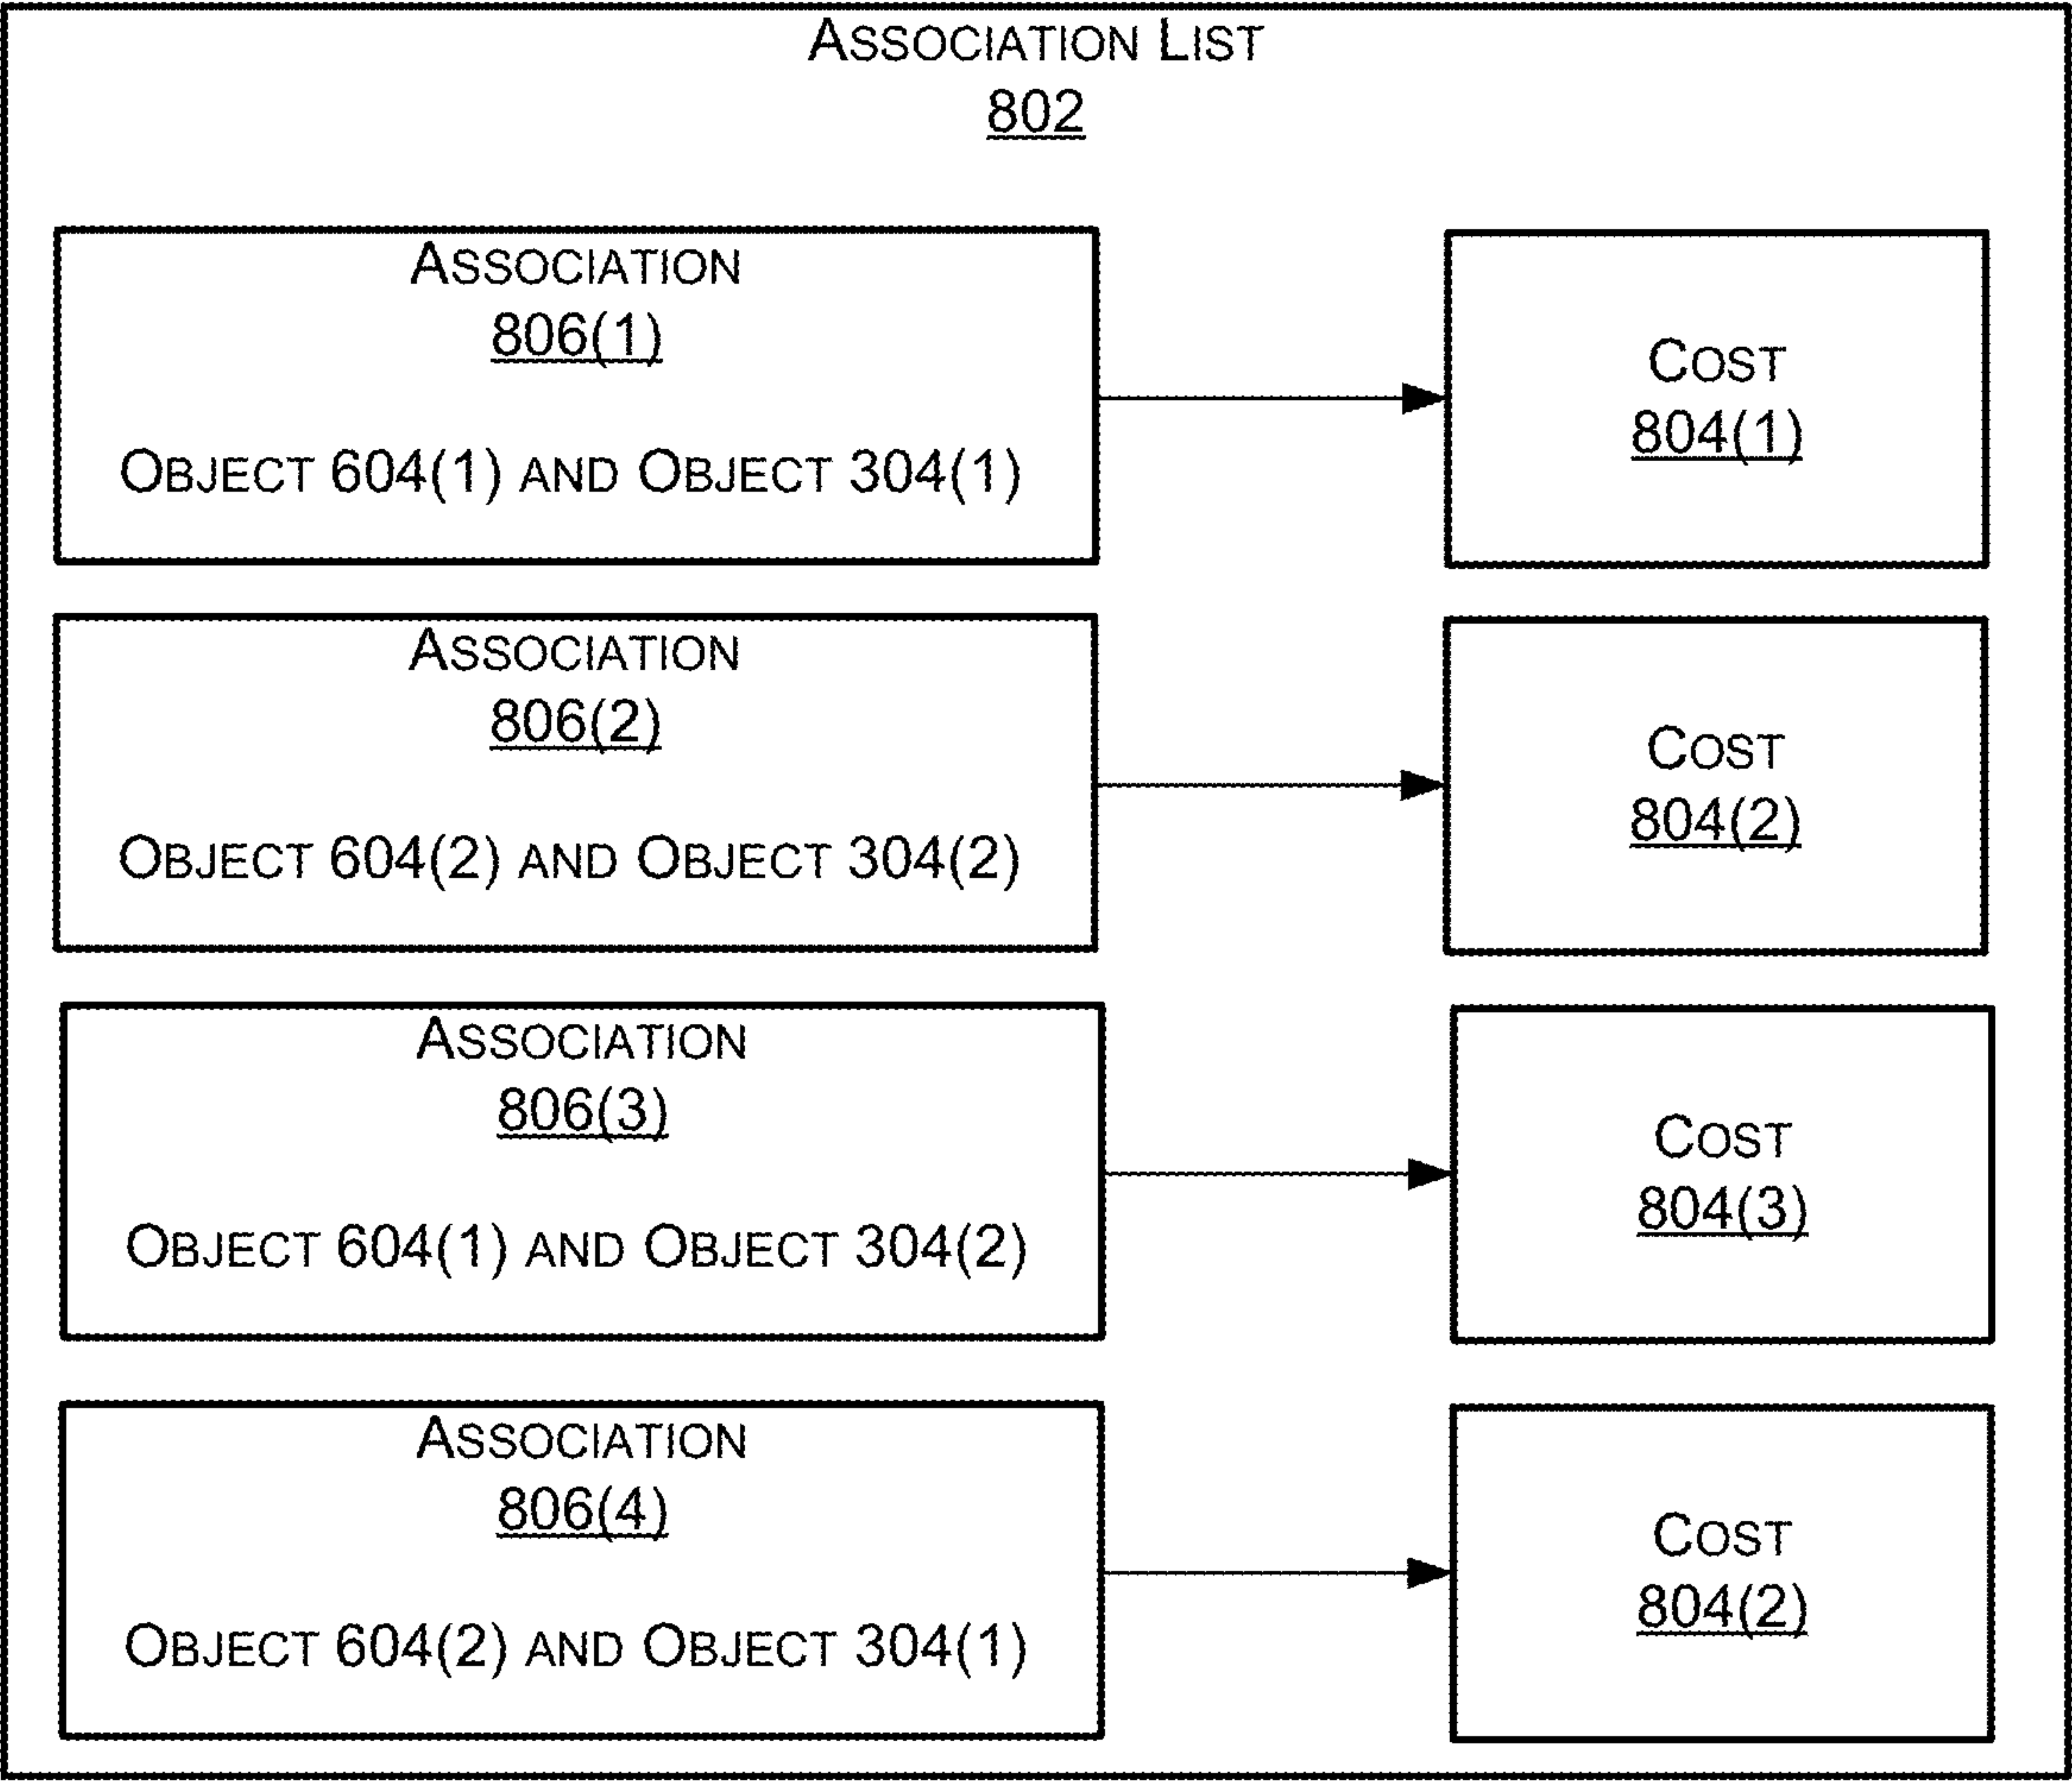 ASSOCIATION LIST
802
ASSOCIATION
806(1)
OBJECT 604(1) AND OBJECT 304(1)
COST
804(1)
ASSOCIATION
806(2)
OBJECT 604(2) AND OBJECT 304(2)
COST
804(2)
ASSOCIATION
806(3)
OBJECT 604(1) AND OBJECT 304(2)
COST
804(3)
ASSOCIATION
806(4)
OBJECT 604(2) AND OBJECT 304(1)
COST
804(2)